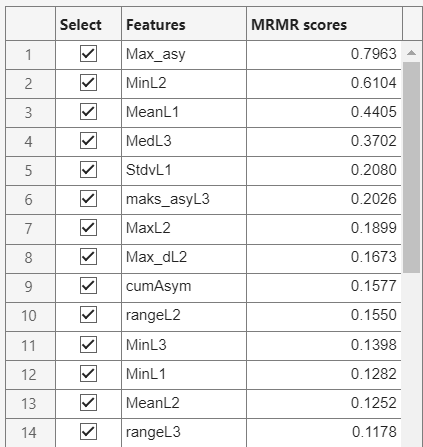 Select Features MRMR scores
1 Max_asy 0.7963
2 MinL2 0.6104
3 MeanL1 0.4405
4 MedL3 0.3702
5 StdvL1 0.2080
6 maks_asyL3 0.2026
7 MaxL2 0.1899
8 Max_dL2 0.1673
9 cumAsym 0.1577
10 rangeL2 0.1550
11 MinL3 0.1398
12 MinL1 0.1282
13 MeanL2 0.1252
14 rangeL3 0.1178